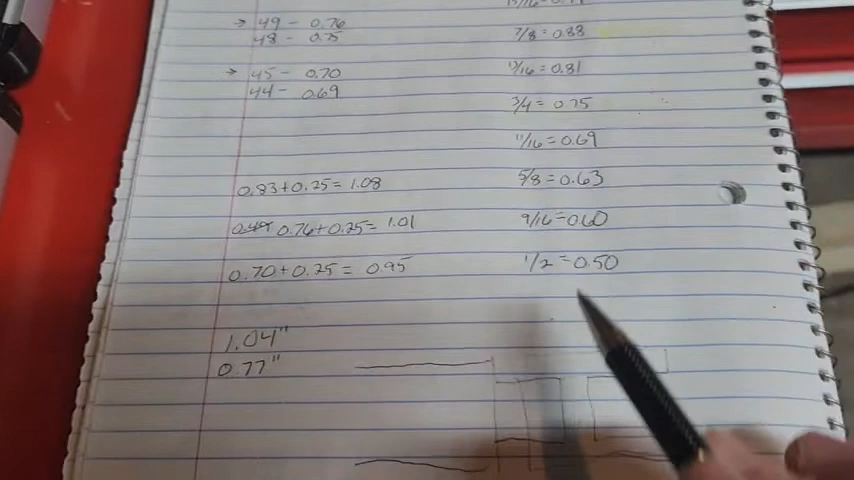 → 49 - 0.76
48 - 0.75
→ 45 - 0.70
44 - 0.69
0.83+0.25= 1.08
0.76+0.25= 1.01
0.70+0.25= 0.95
1.04"
0.77"
7/8 = 0.88
13/16 = 0.81
3/4 = 0.75
11/16 = 0.69
5/8 = 0.63
9/16 = 0.60
1/2 = 0.50